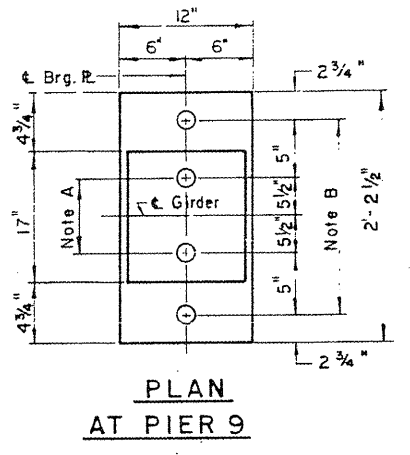 12"
6" 6"
℄ Brg. ℞
2 3/4"
4 3/4"
5"
Note A
17"
℄ Girder
5 1/2"
5 1/2"
Note B
2'- 2 1/2"
5"
4 3/4"
2 3/4"
PLAN
AT PIER 9